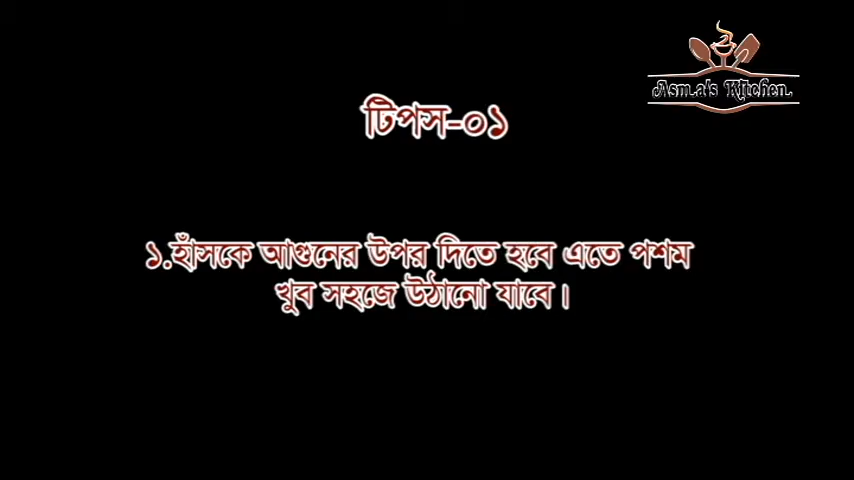 Asma's Kitchen
টিপস-০১
১.হাঁসকে আগুনের উপর দিতে হবে এতে পশম
খুব সহজে উঠানো যাবে।